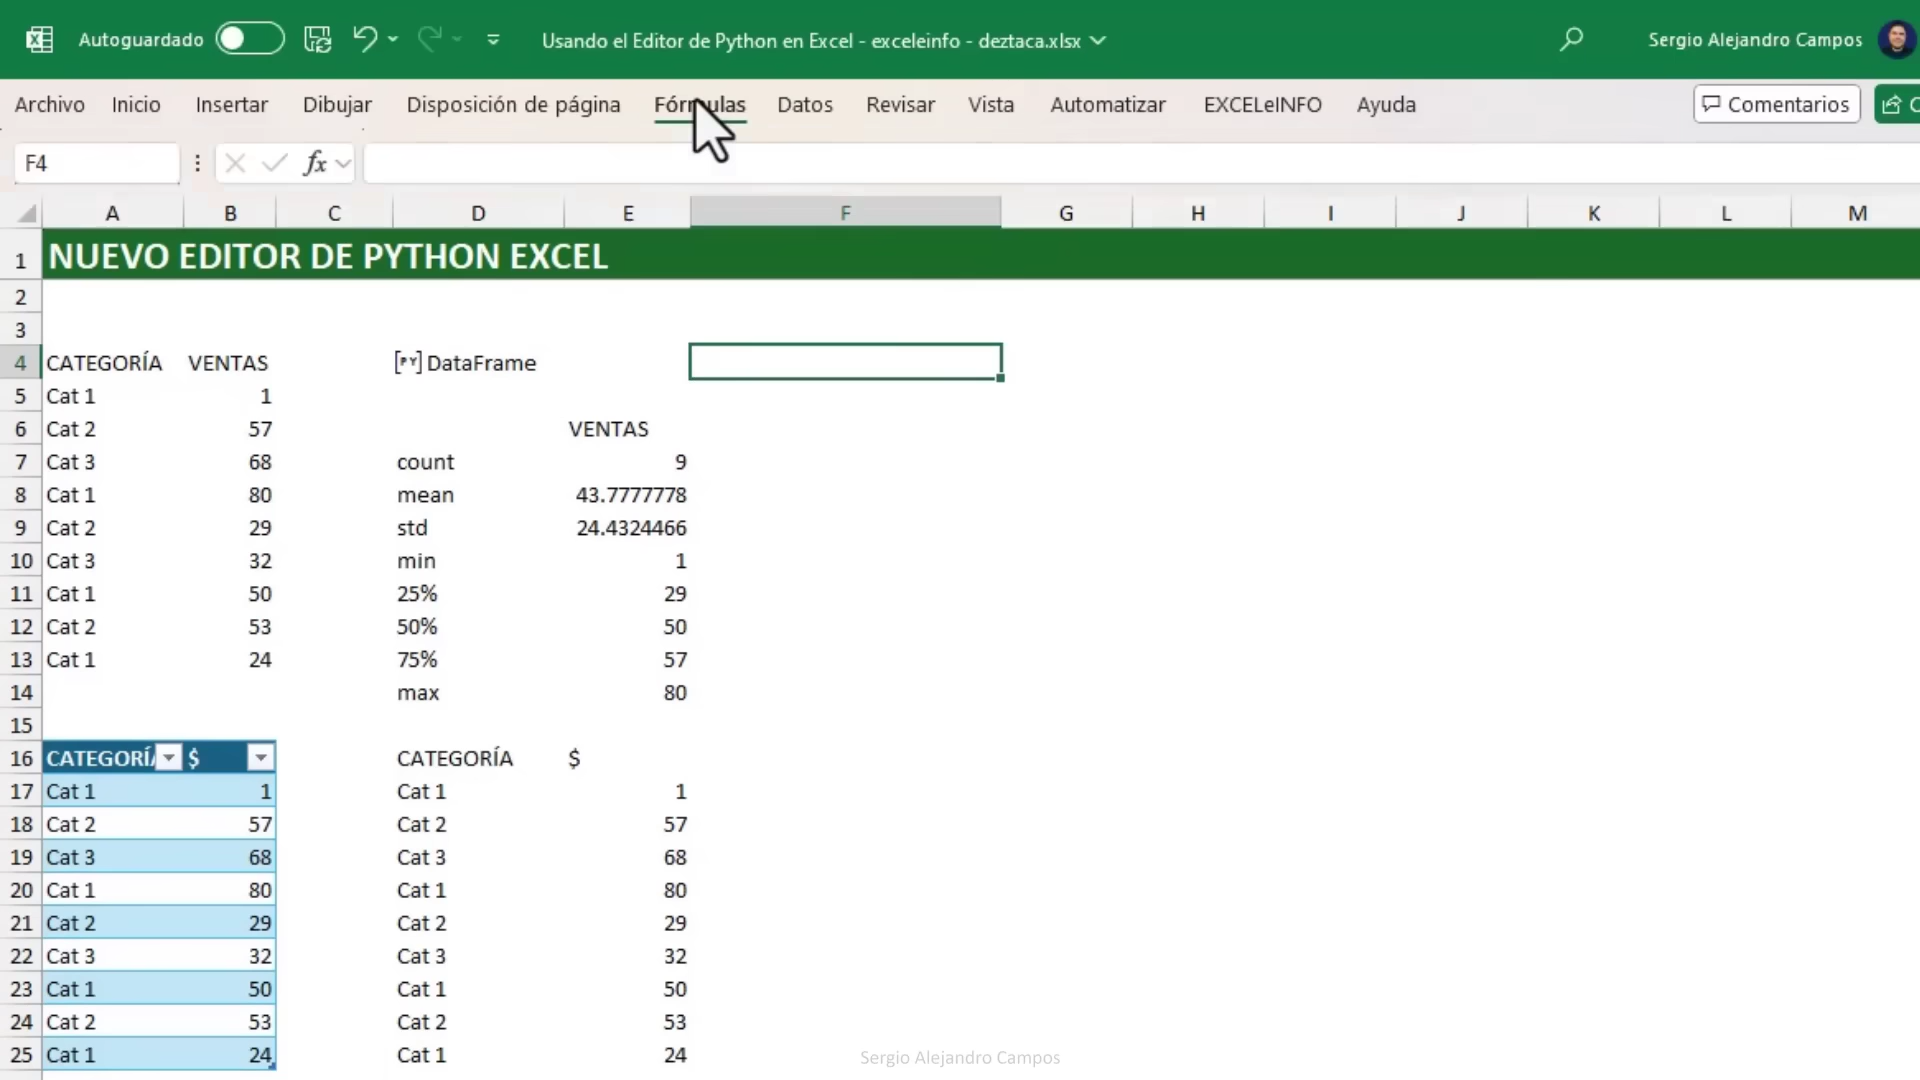 Autoguardado Usando el Editor de Python en Excel - exceleinfo - deztaca.xlsx Sergio Alejandro Campos
Archivo Inicio Insertar Dibujar Disposición de página Fórmulas Datos Revisar Vista Automatizar EXCELeINFO Ayuda Comentarios C
F4 fx
A B C D E F G H I J K L M
1 NUEVO EDITOR DE PYTHON EXCEL
2
3
4 CATEGORÍA VENTAS [PY] DataFrame
5 Cat 1 1
6 Cat 2 57 VENTAS
7 Cat 3 68 count 9
8 Cat 1 80 mean 43.7777778
9 Cat 2 29 std 24.4324466
10 Cat 3 32 min 1
11 Cat 1 50 25% 29
12 Cat 2 53 50% 50
13 Cat 1 24 75% 57
14 max 80
15
16 CATEGORÍA $ CATEGORÍA $
17 Cat 1 1 Cat 1 1
18 Cat 2 57 Cat 2 57
19 Cat 3 68 Cat 3 68
20 Cat 1 80 Cat 1 80
21 Cat 2 29 Cat 2 29
22 Cat 3 32 Cat 3 32
23 Cat 1 50 Cat 1 50
24 Cat 2 53 Cat 2 53
25 Cat 1 24 Cat 1 24
Sergio Alejandro Campos